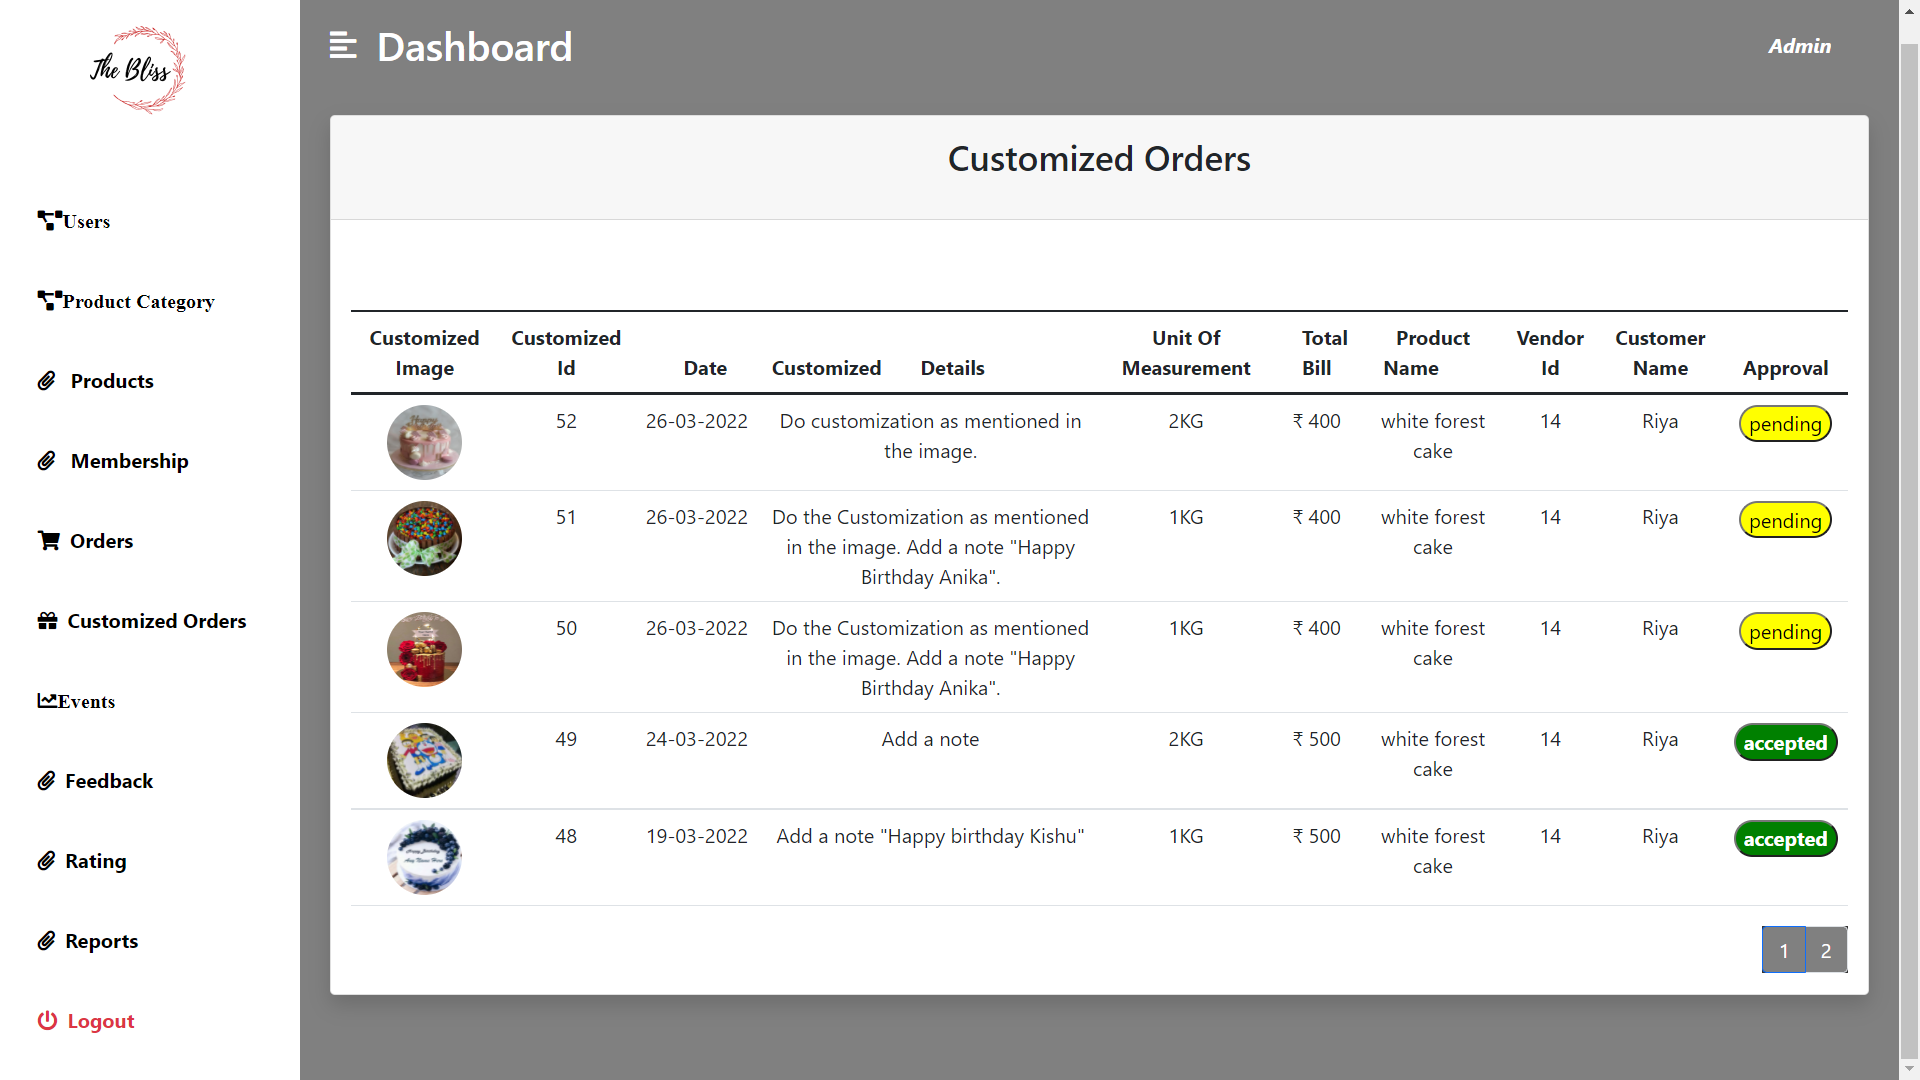 The Bliss
Dashboard
Admin
Users
Product Category
Products
Membership
Orders
Customized Orders
Events
Feedback
Rating
Reports
Logout
Customized Orders
Customized Image Customized Id Date Customized Details Unit Of Measurement Total Bill Product Name Vendor Id Customer Name Approval
52 26-03-2022 Do customization as mentioned in 2KG ₹ 400 white forest 14 Riya pending
the image. cake
51 26-03-2022 Do the Customization as mentioned 1KG ₹ 400 white forest 14 Riya pending
in the image. Add a note "Happy cake
Birthday Anika".
50 26-03-2022 Do the Customization as mentioned 1KG ₹ 400 white forest 14 Riya pending
in the image. Add a note "Happy cake
Birthday Anika".
49 24-03-2022 Add a note 2KG ₹ 500 white forest 14 Riya accepted
cake
48 19-03-2022 Add a note "Happy birthday Kishu" 1KG ₹ 500 white forest 14 Riya accepted
cake
1 2